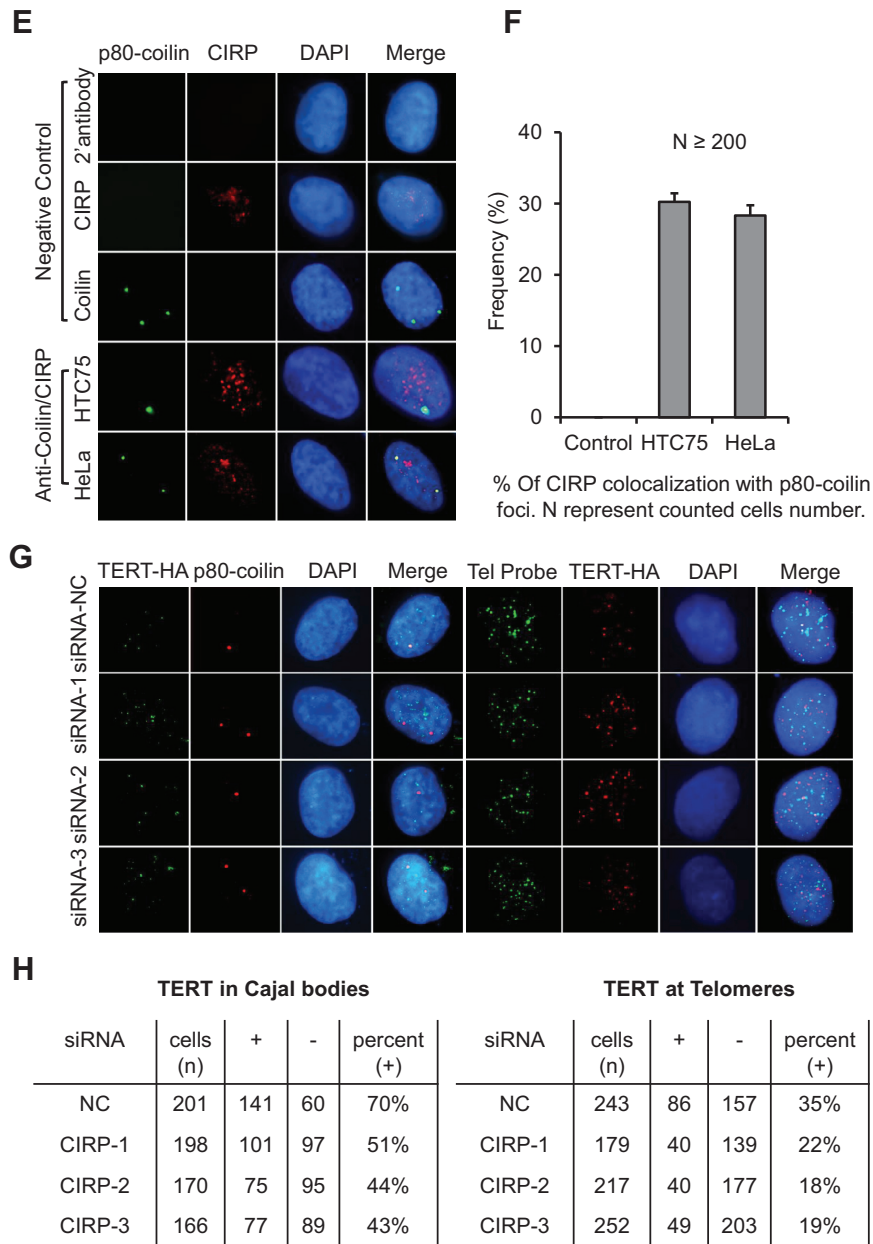 E
p80-coilin CIRP DAPI Merge
Negative Control
2'antibody
CIRP
Coilin
Anti-Coilin/CIRP
HTC75
HeLa
F
N ≥ 200
Frequency (%)
40
30
20
10
0
Control HTC75 HeLa
% Of CIRP colocalization with p80-coilin
foci. N represent counted cells number.
G
TERT-HA p80-coilin DAPI Merge Tel Probe TERT-HA DAPI Merge
siRNA-NC
siRNA-1
siRNA-2
siRNA-3
H
TERT in Cajal bodies
siRNA cells (n) + - percent (+)
NC 201 141 60 70%
CIRP-1 198 101 97 51%
CIRP-2 170 75 95 44%
CIRP-3 166 77 89 43%
TERT at Telomeres
siRNA cells (n) + - percent (+)
NC 243 86 157 35%
CIRP-1 179 40 139 22%
CIRP-2 217 40 177 18%
CIRP-3 252 49 203 19%